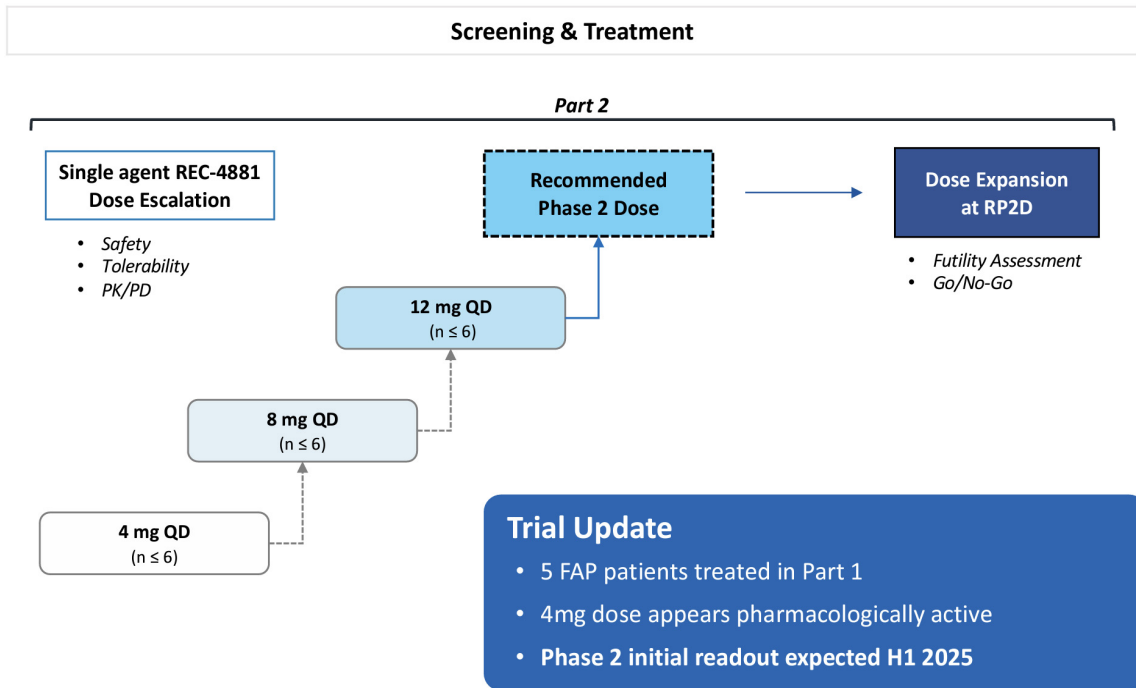 Screening & Treatment
Part 2
Single agent REC-4881
Dose Escalation
• Safety
• Tolerability
• PK/PD
Recommended
Phase 2 Dose
Dose Expansion
at RP2D
• Futility Assessment
• Go/No-Go
12 mg QD
(n ≤ 6)
8 mg QD
(n ≤ 6)
4 mg QD
(n ≤ 6)
Trial Update
• 5 FAP patients treated in Part 1
• 4mg dose appears pharmacologically active
• Phase 2 initial readout expected H1 2025